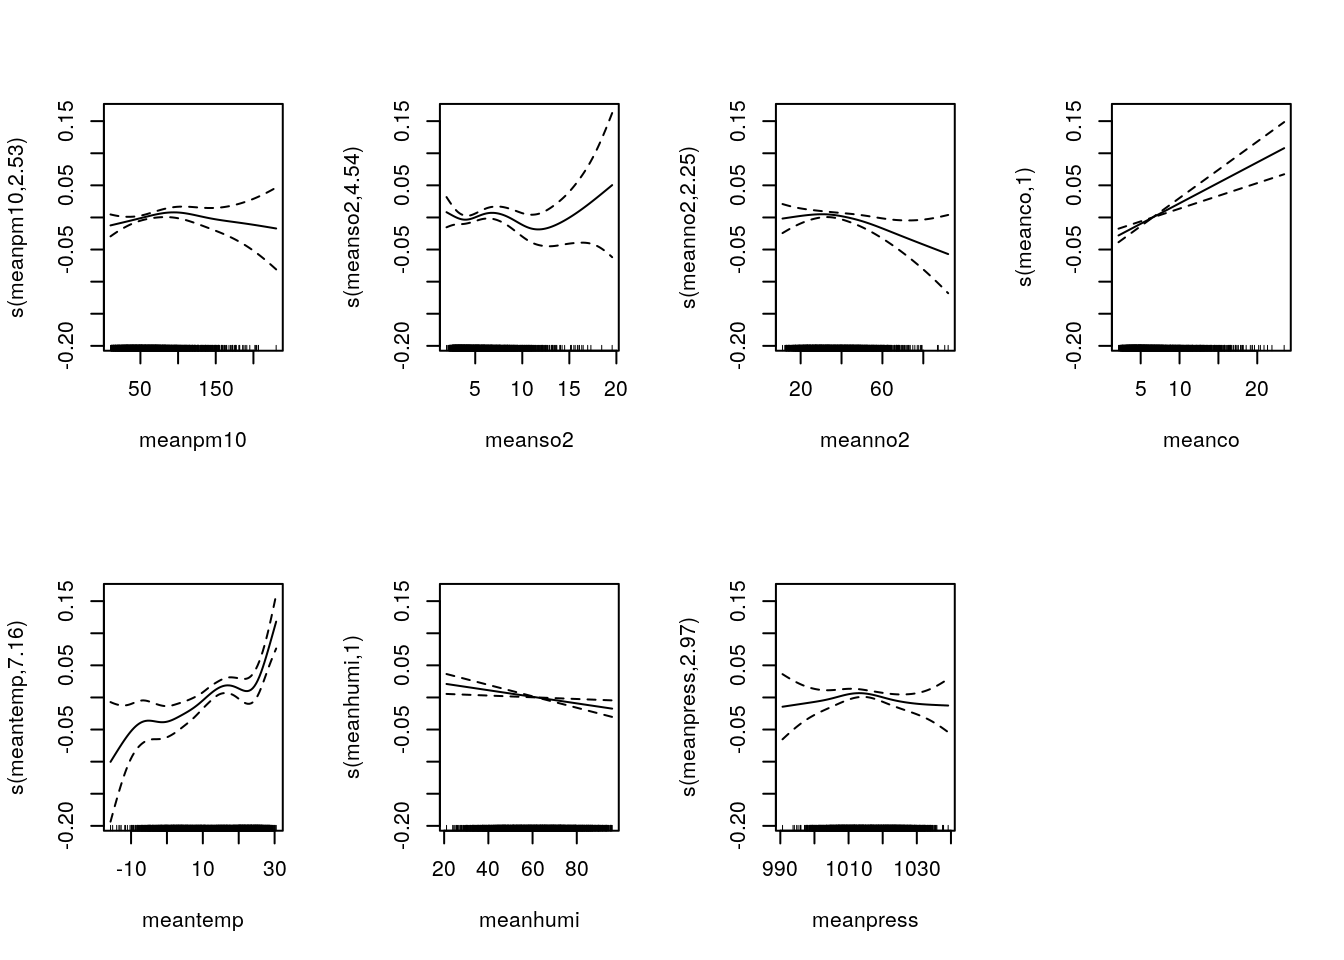 s(meanpm10,2.53)
0.15
0.05
-0.05
-0.20
50 150
meanpm10
s(meanso2,4.54)
0.15
0.05
-0.05
-0.20
5 10 15 20
meanso2
s(meanno2,2.25)
0.15
0.05
-0.05
-0.20
20 60
meanno2
s(meanco,1)
0.15
0.05
-0.05
-0.20
5 10 20
meanco
s(meantemp,7.16)
0.15
0.05
-0.05
-0.20
-10 10 30
meantemp
s(meanhumi,1)
0.15
0.05
-0.05
-0.20
20 40 60 80
meanhumi
s(meanpress,2.97)
0.15
0.05
-0.05
-0.20
990 1010 1030
meanpress